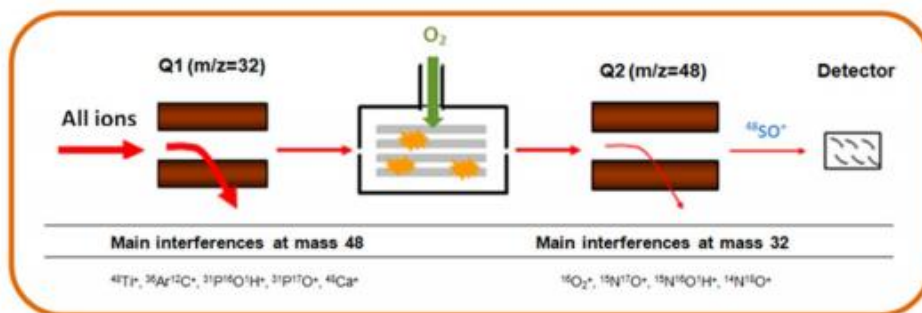 O₂
Q1 (m/z=32)
Q2 (m/z=48)
Detector
All ions
⁴⁸SO⁺
Main interferences at mass 48
Main interferences at mass 32
⁴⁸Ti⁺, ³⁶Ar¹²C⁺, ³¹P¹⁶O¹H⁺, ³¹P¹⁷O⁺, ⁴⁸Ca⁺
¹⁶O₂⁺, ¹⁵N¹⁷O⁺, ¹⁵N¹⁶O¹H⁺, ¹⁴N¹⁸O⁺